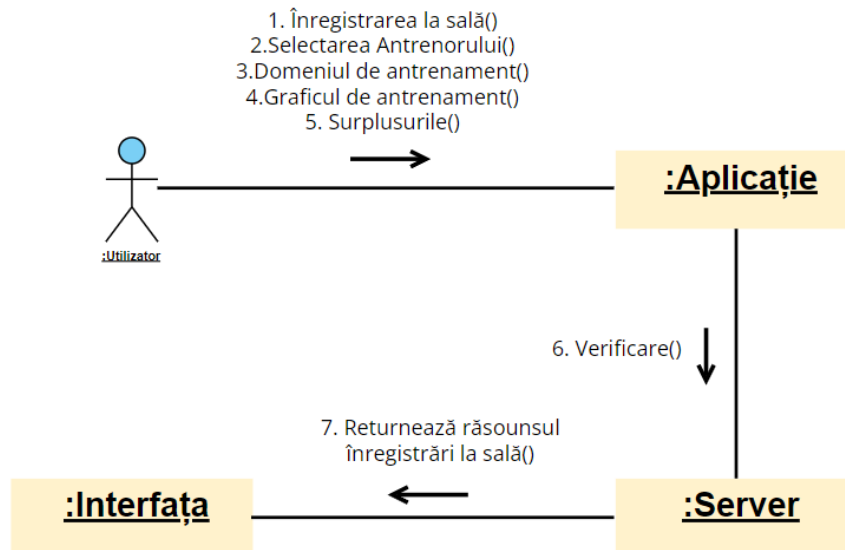 1. Înregistrarea la sală()
2.Selectarea Antrenorului()
3.Domeniul de antrenament()
4.Graficul de antrenament()
5. Surplusurile()
:Aplicație
:Utilizator
6. Verificare()
7. Returnează răsounsul
înregistrări la sală()
:Interfața
:Server